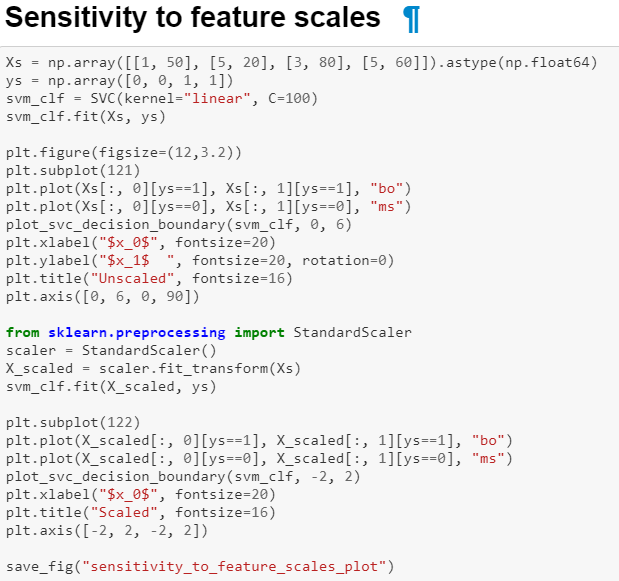 Sensitivity to feature scales ¶
Xs = np.array([[1, 50], [5, 20], [3, 80], [5, 60]]).astype(np.float64)
ys = np.array([0, 0, 1, 1])
svm_clf = SVC(kernel="linear", C=100)
svm_clf.fit(Xs, ys)

plt.figure(figsize=(12,3.2))
plt.subplot(121)
plt.plot(Xs[:, 0][ys==1], Xs[:, 1][ys==1], "bo")
plt.plot(Xs[:, 0][ys==0], Xs[:, 1][ys==0], "ms")
plot_svc_decision_boundary(svm_clf, 0, 6)
plt.xlabel("$x_0$", fontsize=20)
plt.ylabel("$x_1$  ", fontsize=20, rotation=0)
plt.title("Unscaled", fontsize=16)
plt.axis([0, 6, 0, 90])

from sklearn.preprocessing import StandardScaler
scaler = StandardScaler()
X_scaled = scaler.fit_transform(Xs)
svm_clf.fit(X_scaled, ys)

plt.subplot(122)
plt.plot(X_scaled[:, 0][ys==1], X_scaled[:, 1][ys==1], "bo")
plt.plot(X_scaled[:, 0][ys==0], X_scaled[:, 1][ys==0], "ms")
plot_svc_decision_boundary(svm_clf, -2, 2)
plt.xlabel("$x_0$", fontsize=20)
plt.title("Scaled", fontsize=16)
plt.axis([-2, 2, -2, 2])

save_fig("sensitivity_to_feature_scales_plot")